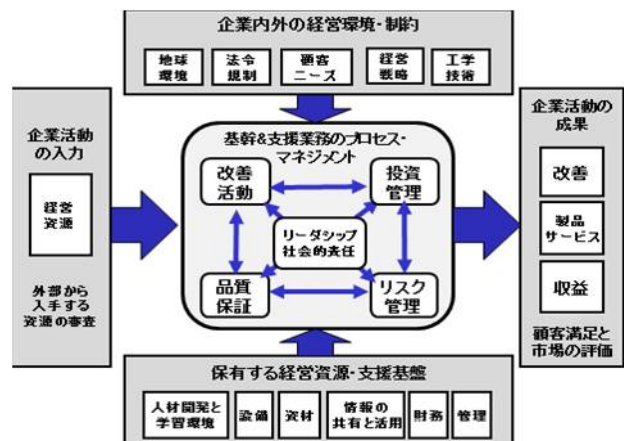 企業内外の経営環境・制約
地球
環境
法令
規制
顧客
ニーズ
経営
戦略
工学
技術
企業活動
の入力
経営
資源
外部から
入手する
資源の審査
基幹&支援業務のプロセス・
マネジメント
改善
活動
投資
管理
リーダシップ
社会的責任
品質
保証
リスク
管理
企業活動の
成果
改善
製品
サービス
収益
顧客満足と
市場の評価
保有する経営資源・支援基盤
人材開発と
学習環境
設備
資材
情報の
共有と活用
財務
管理